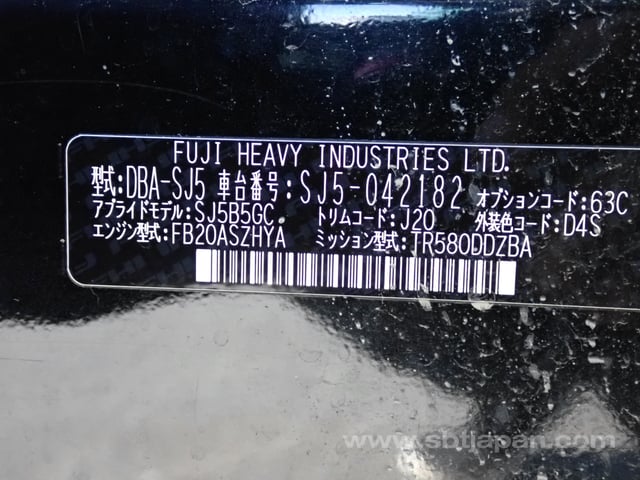 FUJI HEAVY INDUSTRIES LTD.
型式:DBA-SJ5 車台番号:SJ5-042182 オプションコード:63C
アプライドモデル:SJ5B5GC トリムコード:J20 外装色コード:D4S
エンジン型式:FB20ASZHYA ミッション型式:TR580DDZBA
www.sbtjapan.com